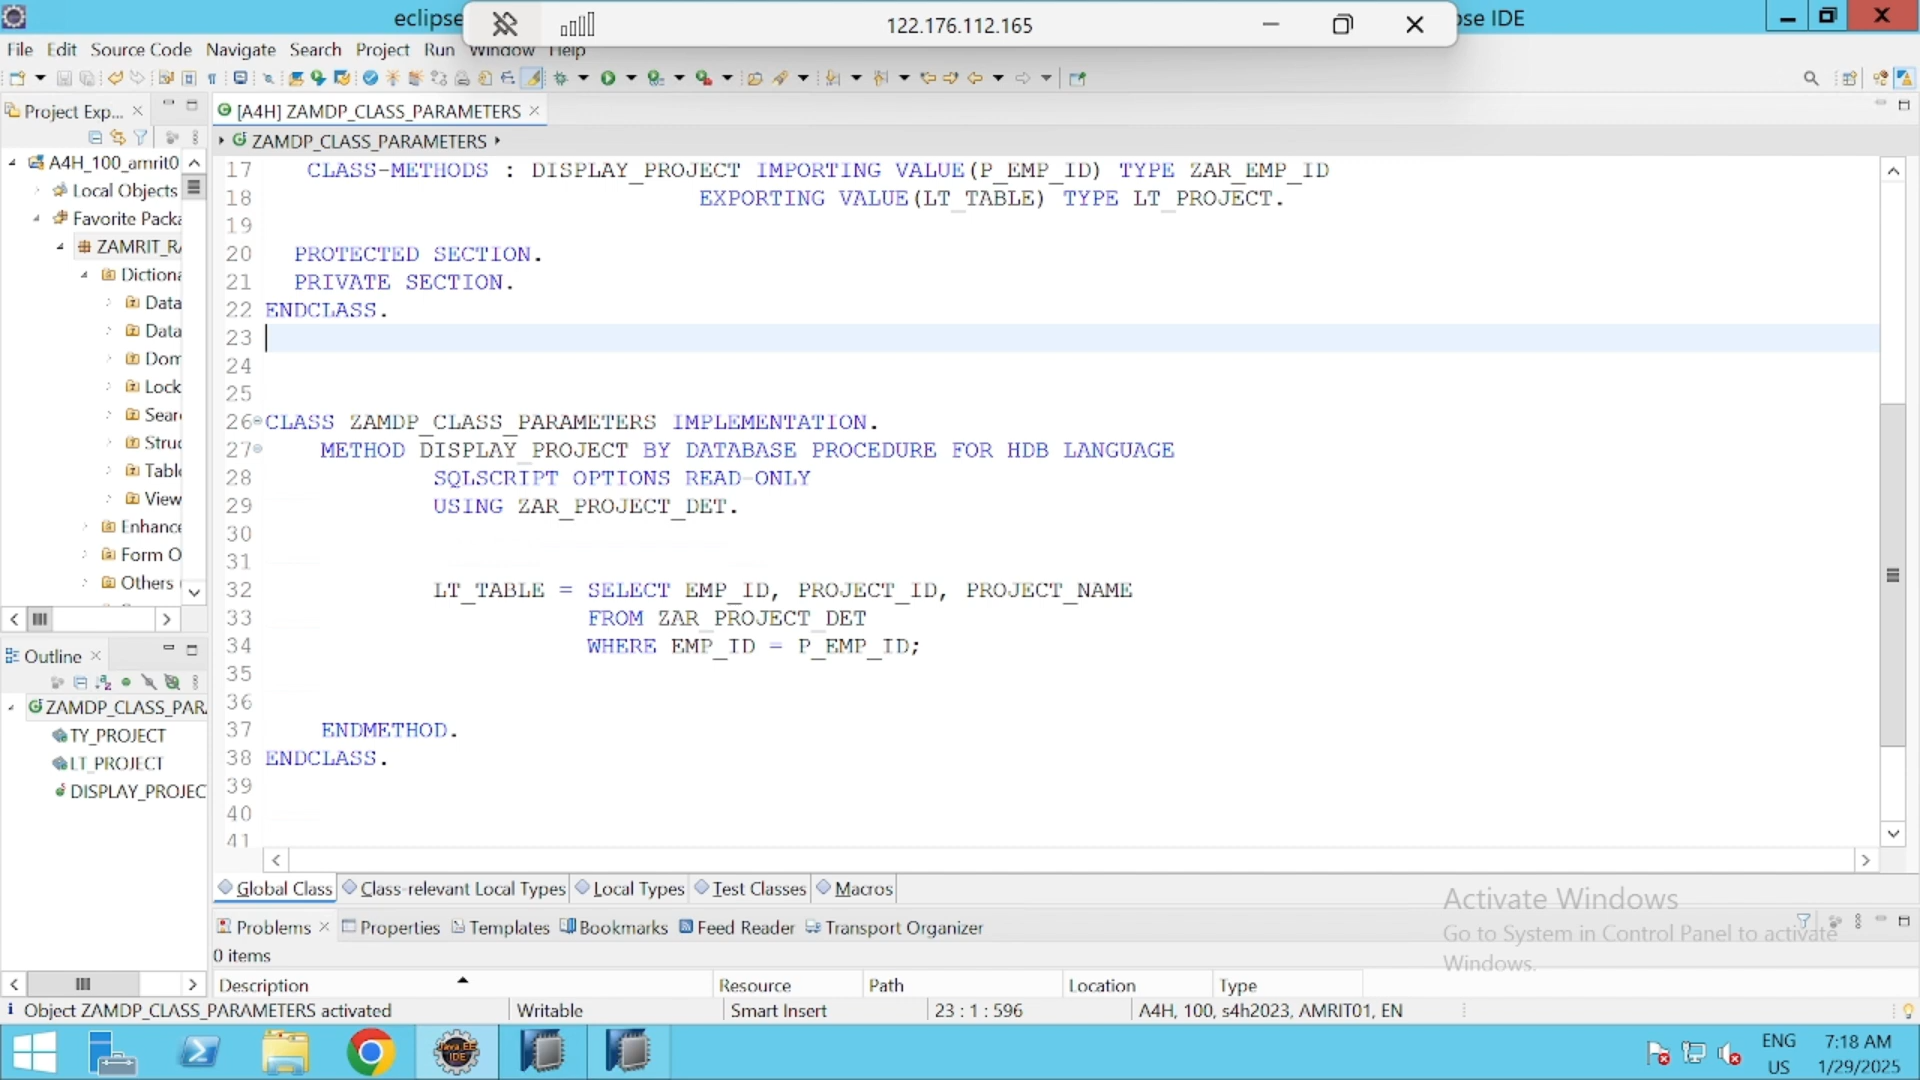 eclipse
122.176.112.165
pse IDE
File Edit Source Code Navigate Search Project Run Window Help
Project Exp...
[A4H] ZAMDP_CLASS_PARAMETERS
ZAMDP_CLASS_PARAMETERS
A4H_100_amrit0
Local Objects
Favorite Packa
ZAMRIT_RA
Dictiona
Data
Data
Dom
Lock
Sear
Struc
Table
View
Enhance
Form O
Others
17 CLASS-METHODS : DISPLAY_PROJECT IMPORTING VALUE(P_EMP_ID) TYPE ZAR_EMP_ID
18 EXPORTING VALUE(LT_TABLE) TYPE LT_PROJECT.
19
20 PROTECTED SECTION.
21 PRIVATE SECTION.
22 ENDCLASS.
23
24
25
26 CLASS ZAMDP_CLASS_PARAMETERS IMPLEMENTATION.
27 METHOD DISPLAY_PROJECT BY DATABASE PROCEDURE FOR HDB LANGUAGE
28 SQLSCRIPT OPTIONS READ-ONLY
29 USING ZAR_PROJECT_DET.
30
31
32 LT_TABLE = SELECT EMP_ID, PROJECT_ID, PROJECT_NAME
33 FROM ZAR_PROJECT_DET
34 WHERE EMP_ID = P_EMP_ID;
35
36
37 ENDMETHOD.
38 ENDCLASS.
39
40
41
Outline
ZAMDP_CLASS_PAR
TY_PROJECT
LT_PROJECT
DISPLAY_PROJEC
Global Class Class-relevant Local Types Local Types Test Classes Macros
Problems Properties Templates Bookmarks Feed Reader Transport Organizer
0 items
Description Resource Path Location Type
Activate Windows
Go to System in Control Panel to activate
Windows.
Object ZAMDP_CLASS_PARAMETERS activated Writable Smart Insert 23 : 1 : 596 A4H, 100, s4h2023, AMRIT01, EN
Java EE
IDE
ENG
US
7:18 AM
1/29/2025